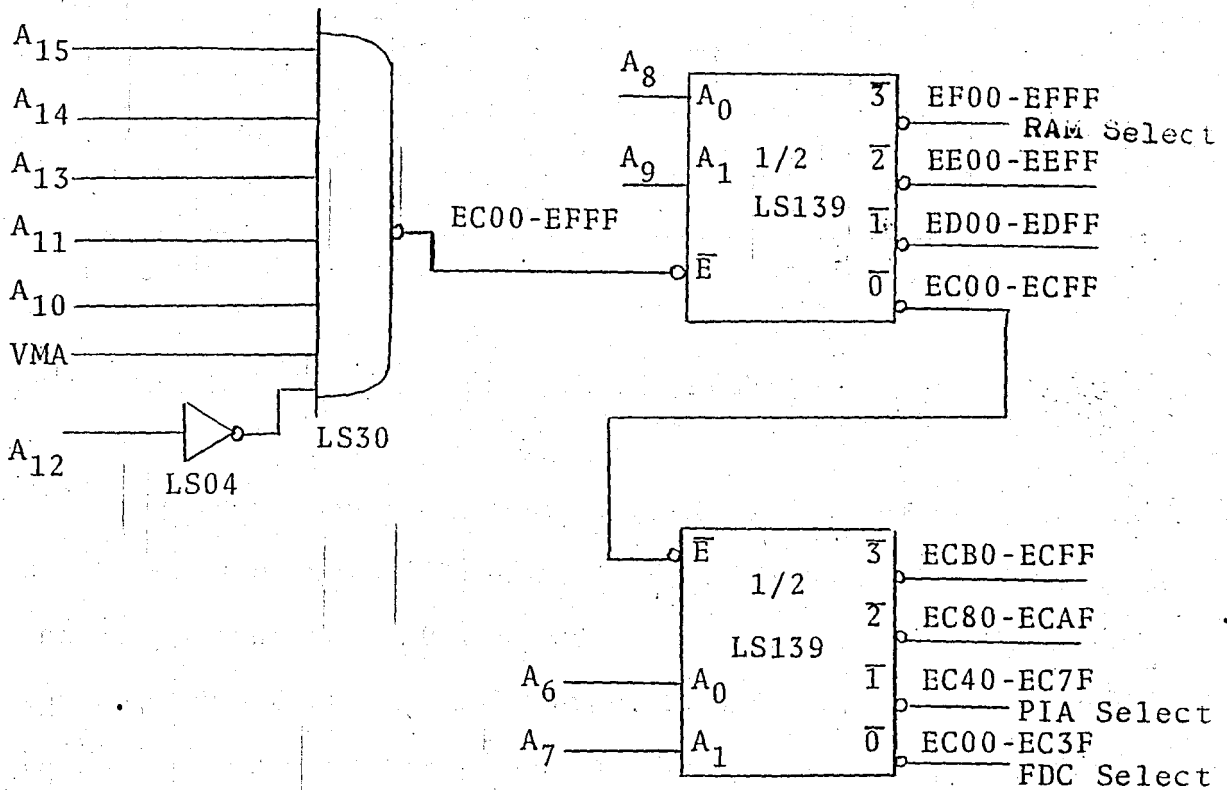 A15
A14
A13
A11
A10
VMA
A12
LS04
LS30
EC00-EFFF
A8
A9
A0
A1
E
1/2
LS139
3
2
1
0
EF00-EFFF
RAM Select
EE00-EEFF
ED00-EDFF
EC00-ECFF
E
1/2
LS139
A6
A7
A0
A1
3
2
1
0
ECB0-ECFF
EC80-ECAF
EC40-EC7F
PIA Select
EC00-EC3F
FDC Select